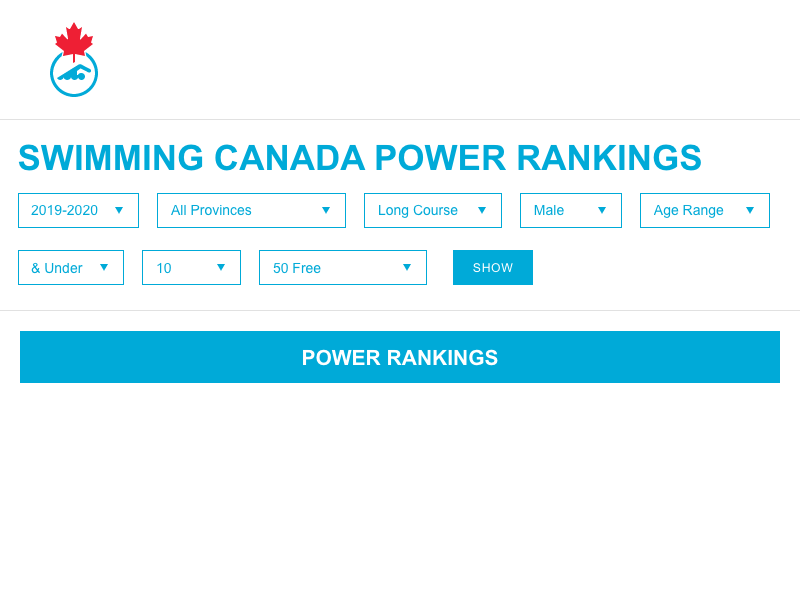 SWIMMING CANADA POWER RANKINGS
2019-2020 All Provinces Long Course Male Age Range
& Under 10 50 Free SHOW
POWER RANKINGS